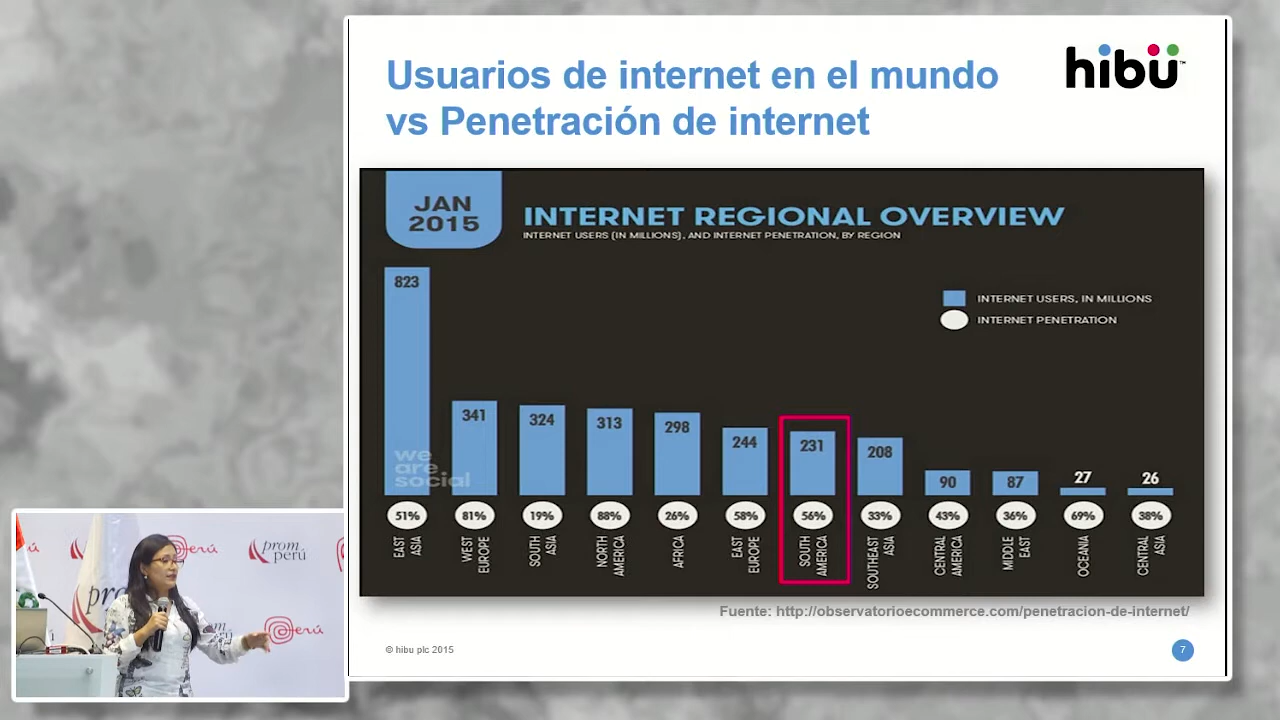 Usuarios de internet en el mundo
vs Penetración de internet
hibü™
JAN
2015
INTERNET REGIONAL OVERVIEW
INTERNET USERS (IN MILLIONS), AND INTERNET PENETRATION, BY REGION
INTERNET USERS, IN MILLIONS
INTERNET PENETRATION
823 341 324 313 298 244 231 208 90 87 27 26
we
are
social
51% 81% 19% 88% 26% 58% 56% 33% 43% 36% 69% 38%
EAST
ASIA
WEST
EUROPE
SOUTH
ASIA
NORTH
AMERICA
AFRICA
EAST
EUROPE
SOUTH
AMERICA
SOUTHEAST
ASIA
CENTRAL
AMERICA
MIDDLE
EAST
OCEANIA
CENTRAL
ASIA
Fuente: http://observatorioecommerce.com/penetracion-de-internet/
© hibu plc 2015
7
prom
perú
Perú